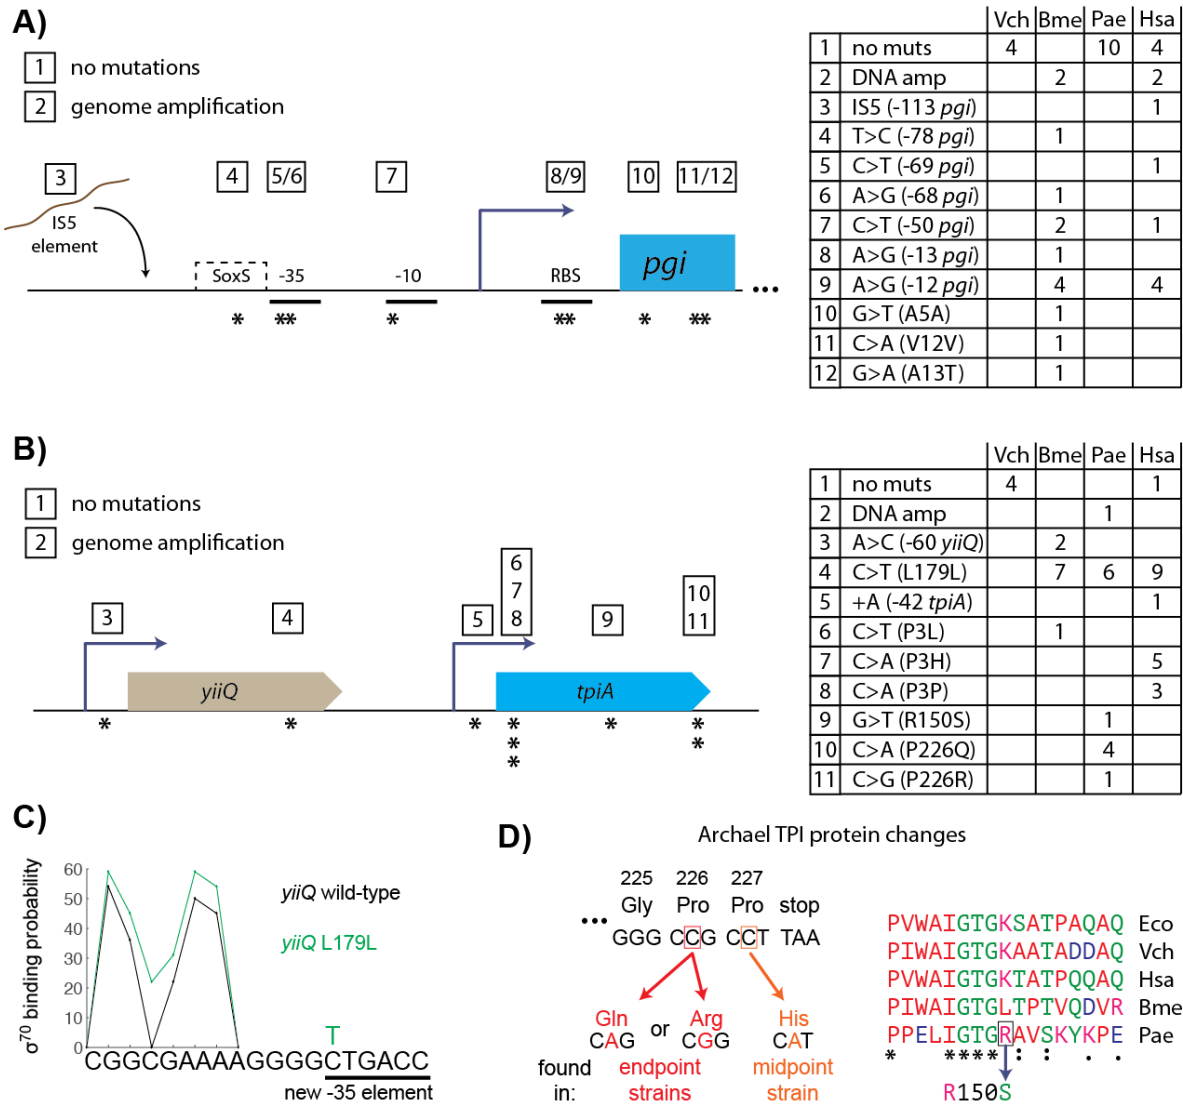 A)
1 no mutations
2 genome amplification
3 4 5/6 7 8/9 10 11/12
IS5
element
SoxS -35 -10 RBS pgi ...
* ** * ** * **
Vch Bme Pae Hsa
1 no muts 4 10 4
2 DNA amp 2 2
3 IS5 (-113 pgi) 1
4 T>C (-78 pgi) 1
5 C>T (-69 pgi) 1
6 A>G (-68 pgi) 1
7 C>T (-50 pgi) 2 1
8 A>G (-13 pgi) 1
9 A>G (-12 pgi) 4 4
10 G>T (A5A) 1
11 C>A (V12V) 1
12 G>A (A13T) 1
B)
1 no mutations
2 genome amplification
3 4 5 6 7 8 9 10 11
yiiQ tpiA
* * * * * *
* *
*
Vch Bme Pae Hsa
1 no muts 4 1
2 DNA amp 1
3 A>C (-60 yiiQ) 2
4 C>T (L179L) 7 6 9
5 +A (-42 tpiA) 1
6 C>T (P3L) 1
7 C>A (P3H) 5
8 C>A (P3P) 3
9 G>T (R150S) 1
10 C>A (P226Q) 4
11 C>G (P226R) 1
C)
σ70 binding probability
60
50
40
30
20
10
0
yiiQ wild-type
yiiQ L179L
T
CGGCGAAAAGGGGCTGACC
new -35 element
D)
Archael TPI protein changes
225 226 227
Gly Pro Pro stop
... GGG CCG CCT TAA
Gln or Arg His
CAG CGG CAT
found endpoint midpoint
in: strains strain
PVWAIGTGKSATPAQAQ Eco
PIWAIGTGKAATADDAQ Vch
PVWAIGTGKTATPQQAQ Hsa
PIWAIGTGLTPTVQDVR Bme
PPELIGTGRAVSKYKPE Pae
* **** : : . .
R150S